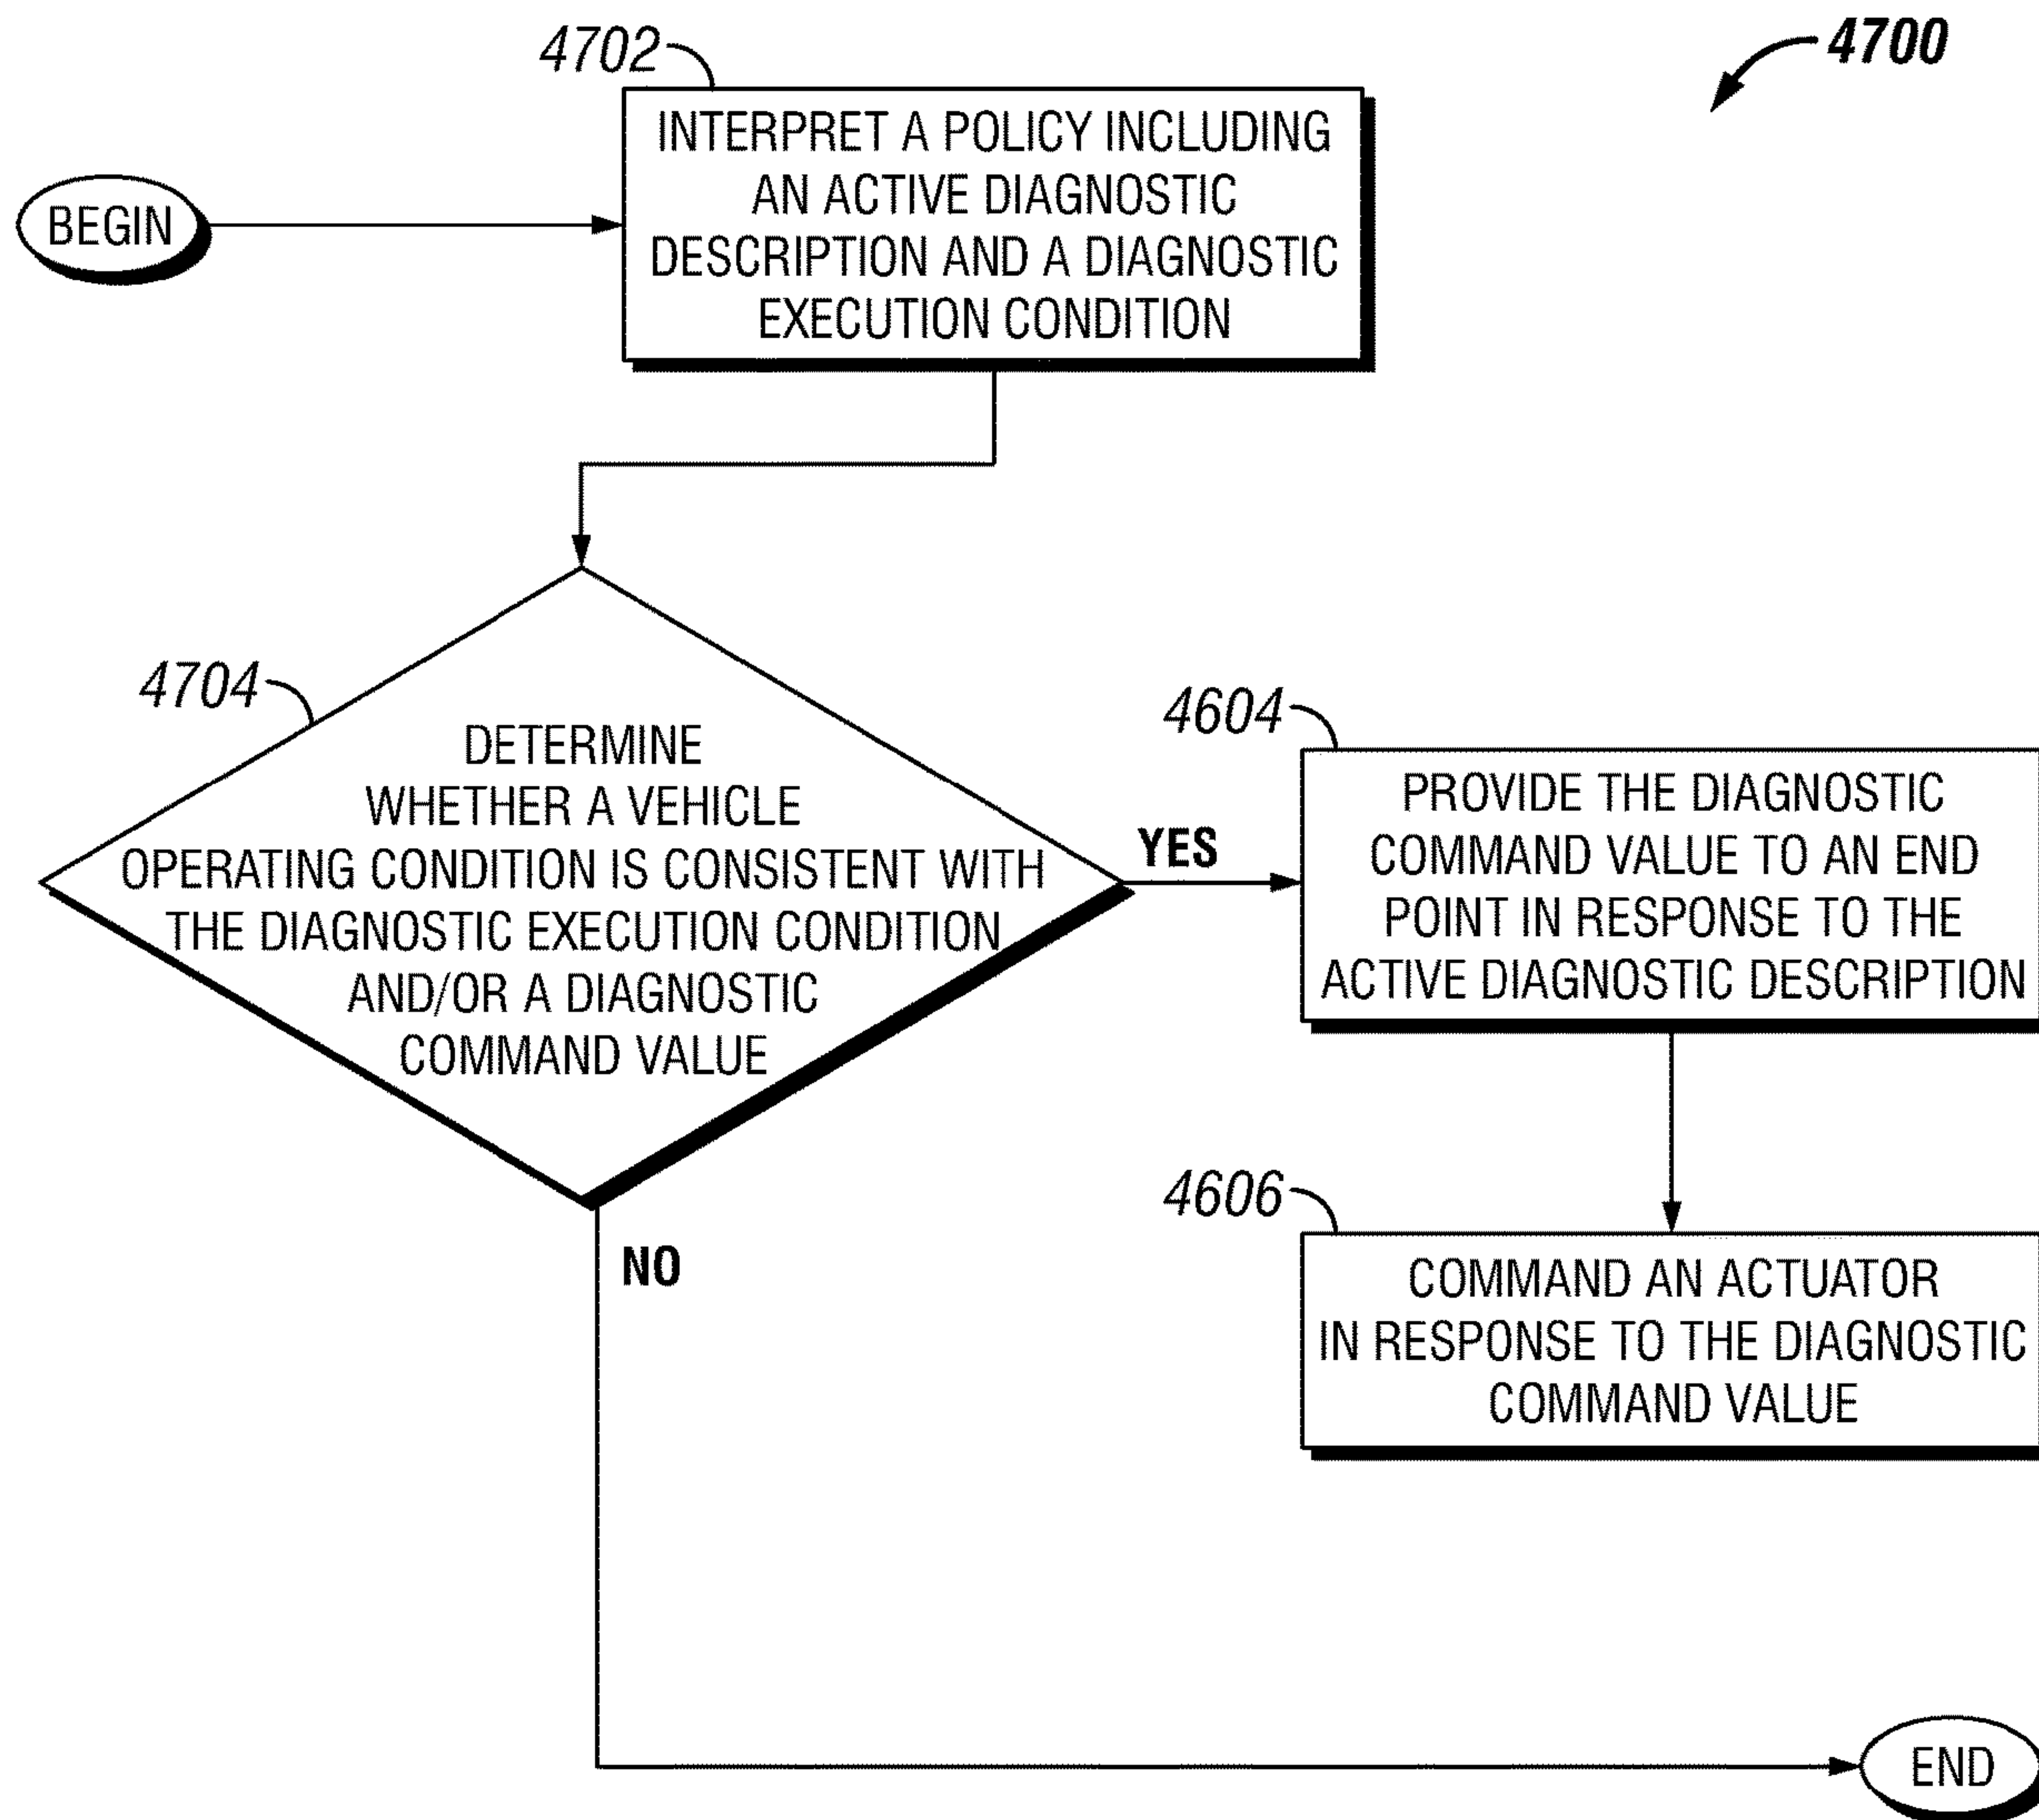 4700
4702
INTERPRET A POLICY INCLUDING
AN ACTIVE DIAGNOSTIC
DESCRIPTION AND A DIAGNOSTIC
EXECUTION CONDITION
BEGIN
4704
DETERMINE
WHETHER A VEHICLE
OPERATING CONDITION IS CONSISTENT WITH
THE DIAGNOSTIC EXECUTION CONDITION
AND/OR A DIAGNOSTIC
COMMAND VALUE
YES
4604
PROVIDE THE DIAGNOSTIC
COMMAND VALUE TO AN END
POINT IN RESPONSE TO THE
ACTIVE DIAGNOSTIC DESCRIPTION
4606
COMMAND AN ACTUATOR
IN RESPONSE TO THE DIAGNOSTIC
COMMAND VALUE
NO
END